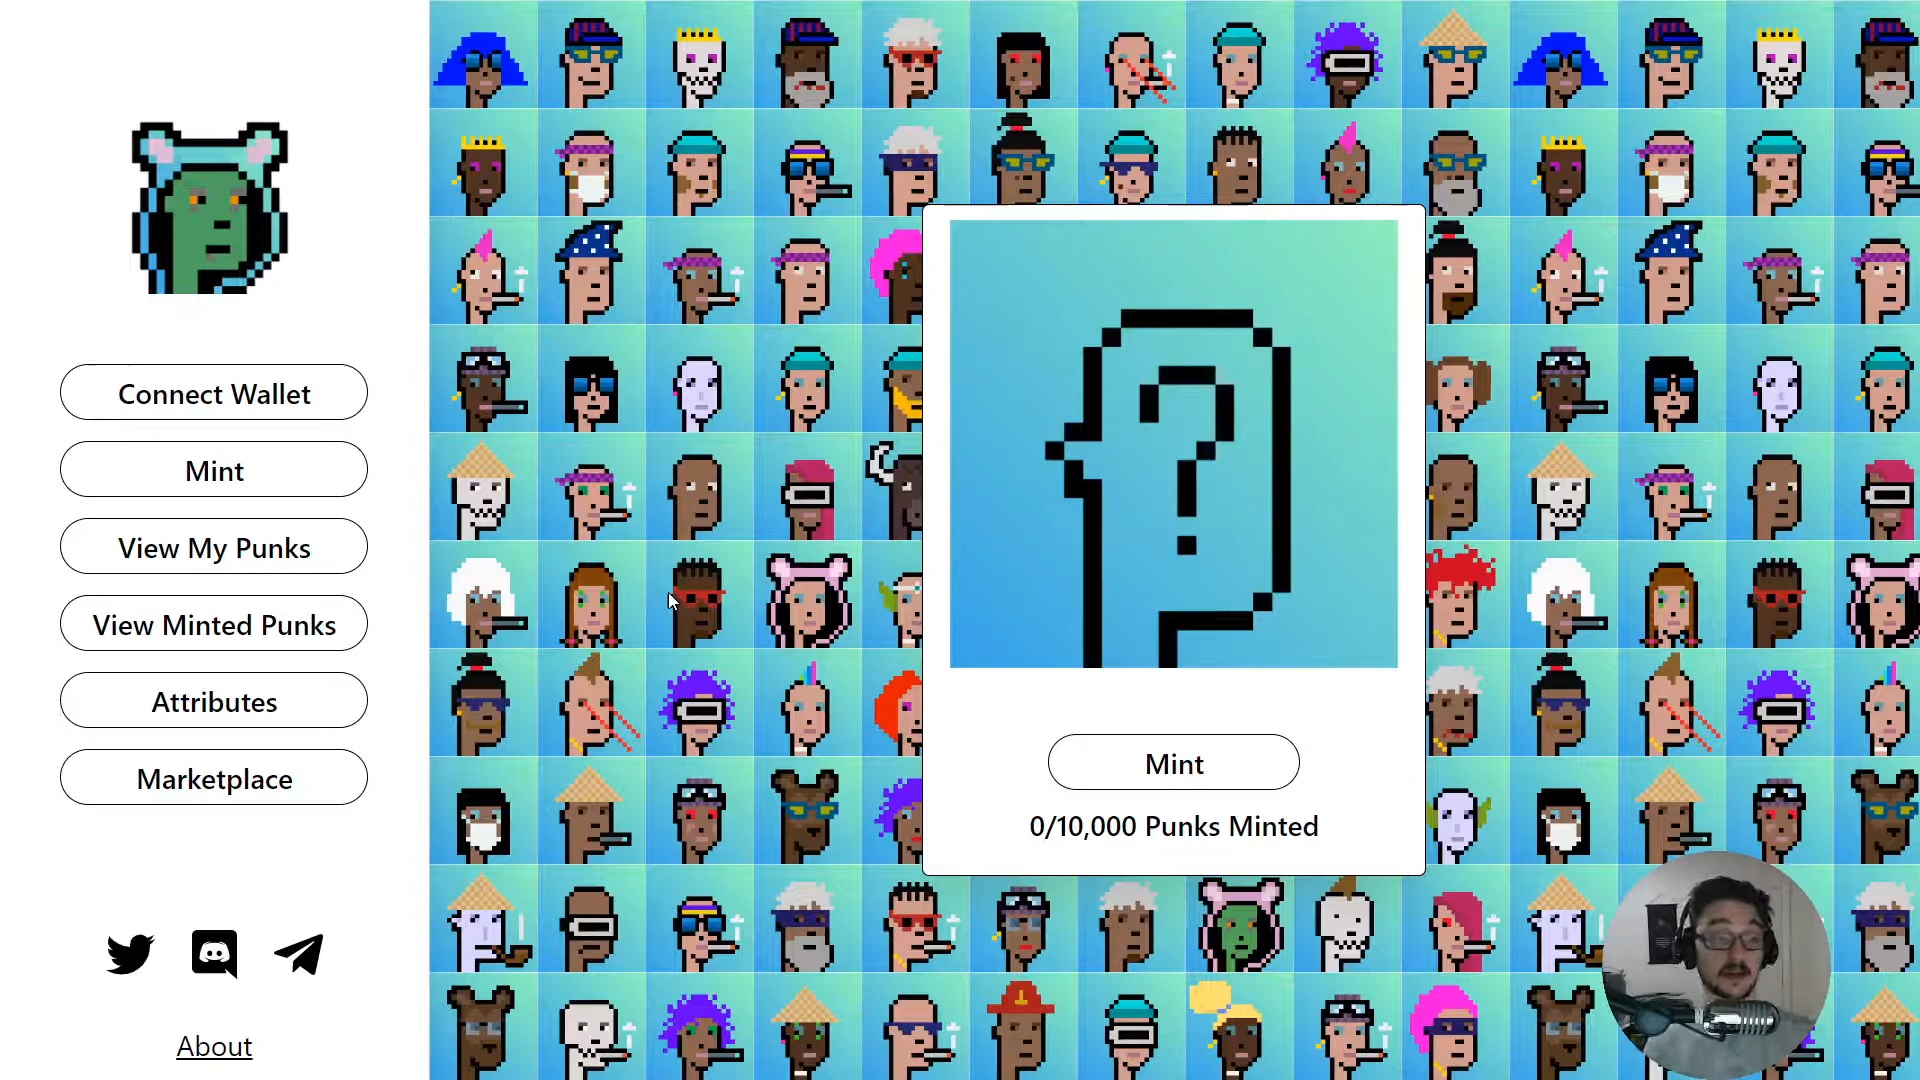 Connect Wallet
Mint
View My Punks
View Minted Punks
Attributes
Marketplace
About
Mint
0/10,000 Punks Minted